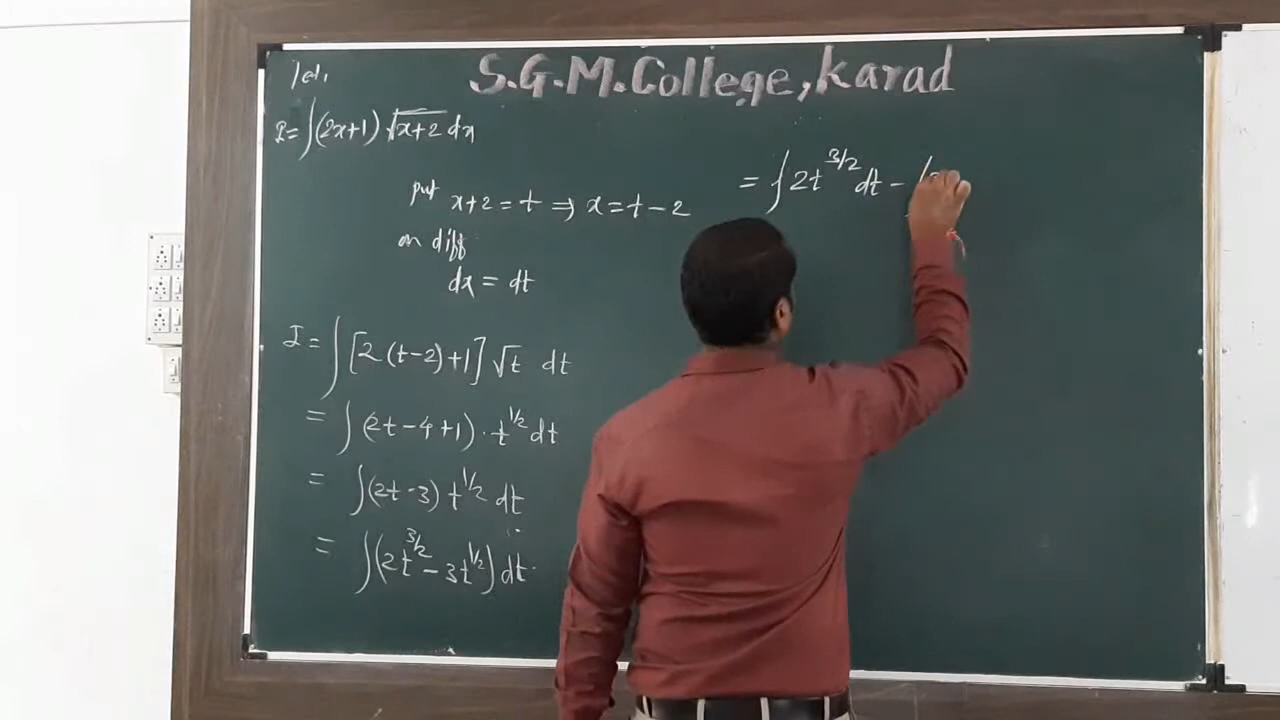 S.G.M. College, Karad
let,
I = ∫(2x+1) √x+2 dx
put x+2 = t ⇒ x = t – 2
on diff
dx = dt
I = ∫ [2 (t–2)+1] √t dt
= ∫ (2t–4+1) · t^1/2 dt
= ∫(2t-3) t^1/2 dt
= ∫(2t^3/2 – 3t^1/2) dt.
= ∫ 2t^3/2 dt – ∫